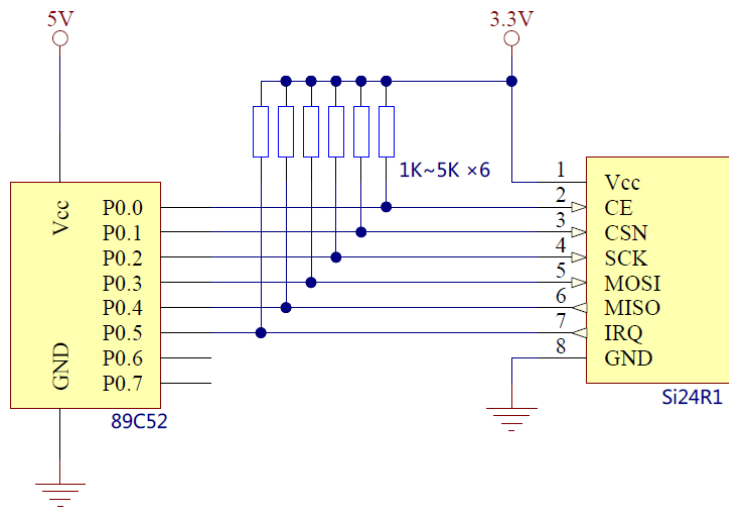 5V
3.3V
1K~5K ×6
Vcc
GND
P0.0
P0.1
P0.2
P0.3
P0.4
P0.5
P0.6
P0.7
89C52
1
2
3
4
5
6
7
8
Vcc
CE
CSN
SCK
MOSI
MISO
IRQ
GND
Si24R1